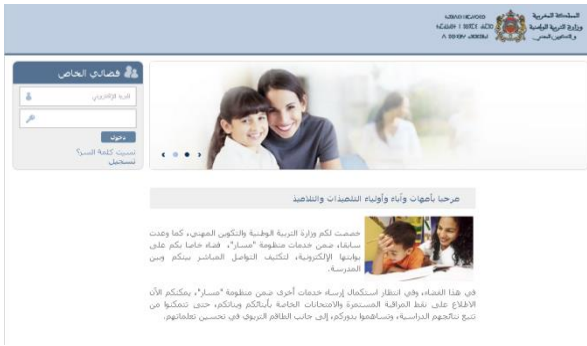 المملكة المغربية
وزارة التربية الوطنية
و التكوين المهني
فضائي الخاص
البريد الإلكتروني
دخول
نسيت كلمة السر؟
تسجيل
مرحبا بأمهات وآباء وأولياء التلميذات والتلاميذ
خصصت لكم وزارة التربية الوطنية والتكوين المهني، كما وعدت
سابقا، ضمن خدمات منظومة "مسار"، فضاء خاصا بكم على
بوابتها الإلكترونية، لتكثيف التواصل المباشر بينكم وبين
المدرسة.
في هذا الفضاء، وفي انتظار استكمال إرساء خدمات أخرى ضمن منظومة "مسار"، يمكنكم الآن
الاطلاع على نقط المراقبة المستمرة والامتحانات الخاصة بأبنائكم وبناتكم، حتى تتمكنوا من
تتبع نتائجهم الدراسية، وتساهموا بدوركم، إلى جانب الطاقم التربوي في تحسين تعلماتهم.